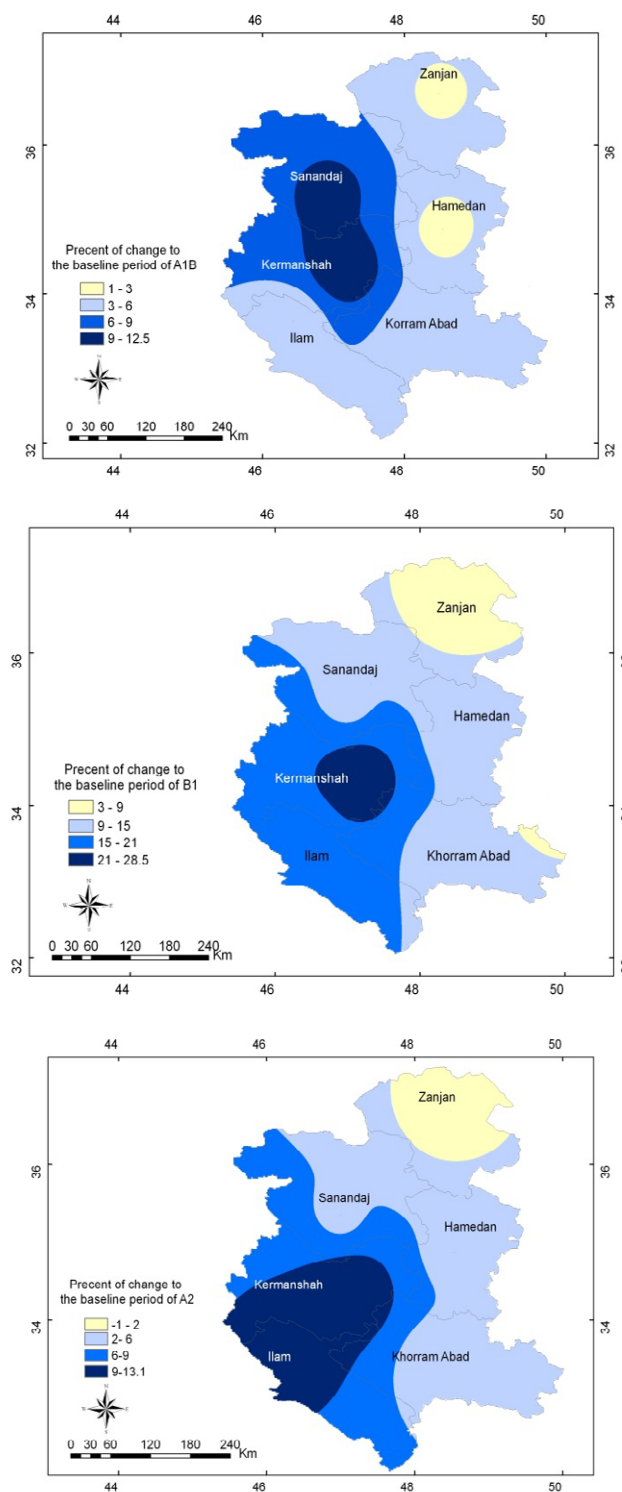 44 46 48 50
36
34
32
Zanjan
Sanandaj
Hamedan
Kermanshah
Ilam
Korram Abad
Precent of change to
the baseline period of A1B
1 - 3
3 - 6
6 - 9
9 - 12.5
N
W E
S
0 30 60 120 180 240
Km
36
34
32
44 46 48 50
44 46 48 50
36
34
32
Zanjan
Sanandaj
Hamedan
Kermanshah
Ilam
Khorram Abad
Precent of change to
the baseline period of B1
3 - 9
9 - 15
15 - 21
21 - 28.5
0 30 60 120 180 240
Km
34
44 46 48 50
44 46 48 50
36
34
Zanjan
Sanandaj
Hamedan
Kermanshah
Ilam
Khorram Abad
Precent of change to
the baseline period of A2
-1 - 2
2- 6
6-9
9-13.1
0 30 60 120 180 240
Km
36
34
44 46 48 50